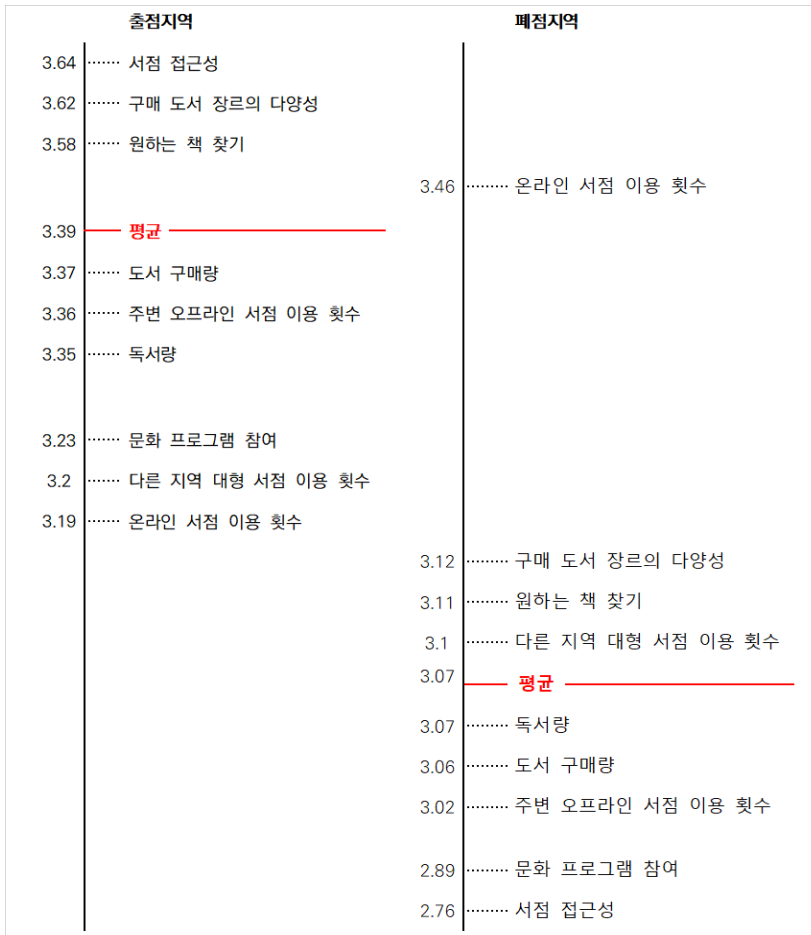 출점지역
3.64 서점 접근성
3.62 구매 도서 장르의 다양성
3.58 원하는 책 찾기
3.39 평균
3.37 도서 구매량
3.36 주변 오프라인 서점 이용 횟수
3.35 독서량
3.23 문화 프로그램 참여
3.2 다른 지역 대형 서점 이용 횟수
3.19 온라인 서점 이용 횟수
폐점지역
3.46 온라인 서점 이용 횟수
3.12 구매 도서 장르의 다양성
3.11 원하는 책 찾기
3.1 다른 지역 대형 서점 이용 횟수
3.07 평균
3.07 독서량
3.06 도서 구매량
3.02 주변 오프라인 서점 이용 횟수
2.89 문화 프로그램 참여
2.76 서점 접근성